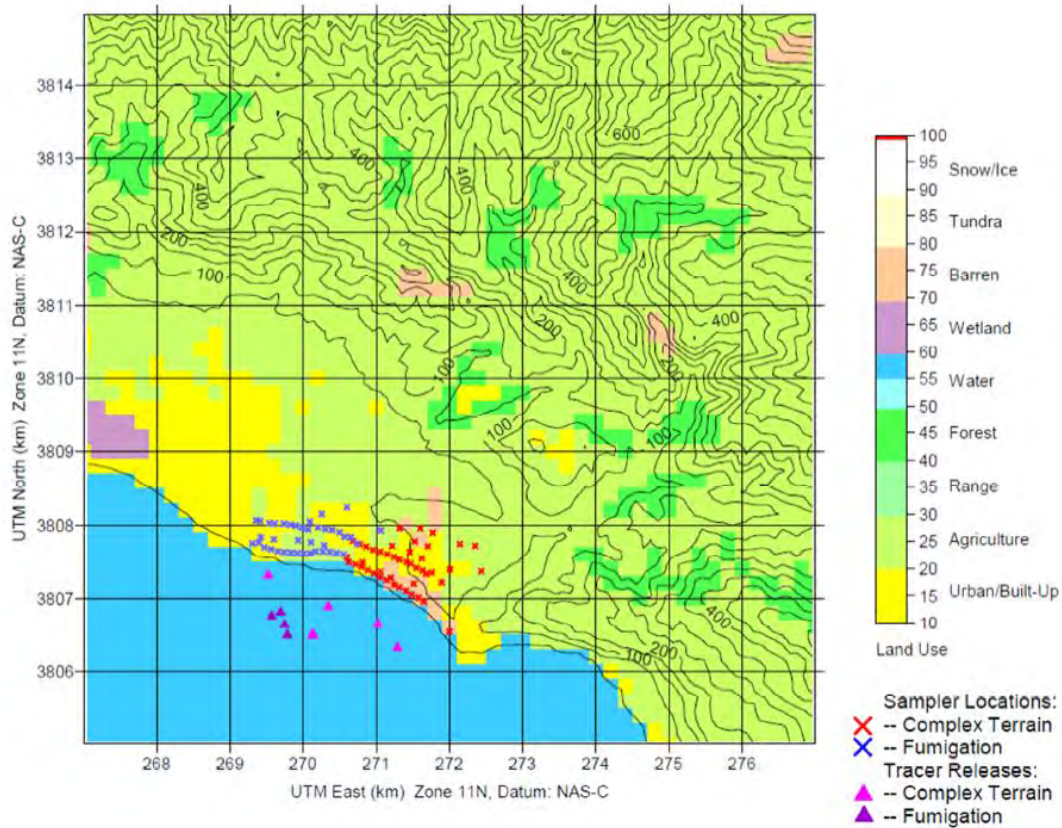 3814
3813
3812
3811
3810
3809
3808
3807
3806
UTM North (km) Zone 11N, Datum: NAS-C
268
269
270
271
272
273
274
275
276
UTM East (km) Zone 11N, Datum: NAS-C
600
400
400
400
200
100
400
400
200
200
100
100
100
400
200
100
100
95
90
85
80
75
70
65
60
55
50
45
40
35
30
25
20
15
10
Snow/Ice
Tundra
Barren
Wetland
Water
Forest
Range
Agriculture
Urban/Built-Up
Land Use
Sampler Locations:
-- Complex Terrain
-- Fumigation
Tracer Releases:
-- Complex Terrain
-- Fumigation